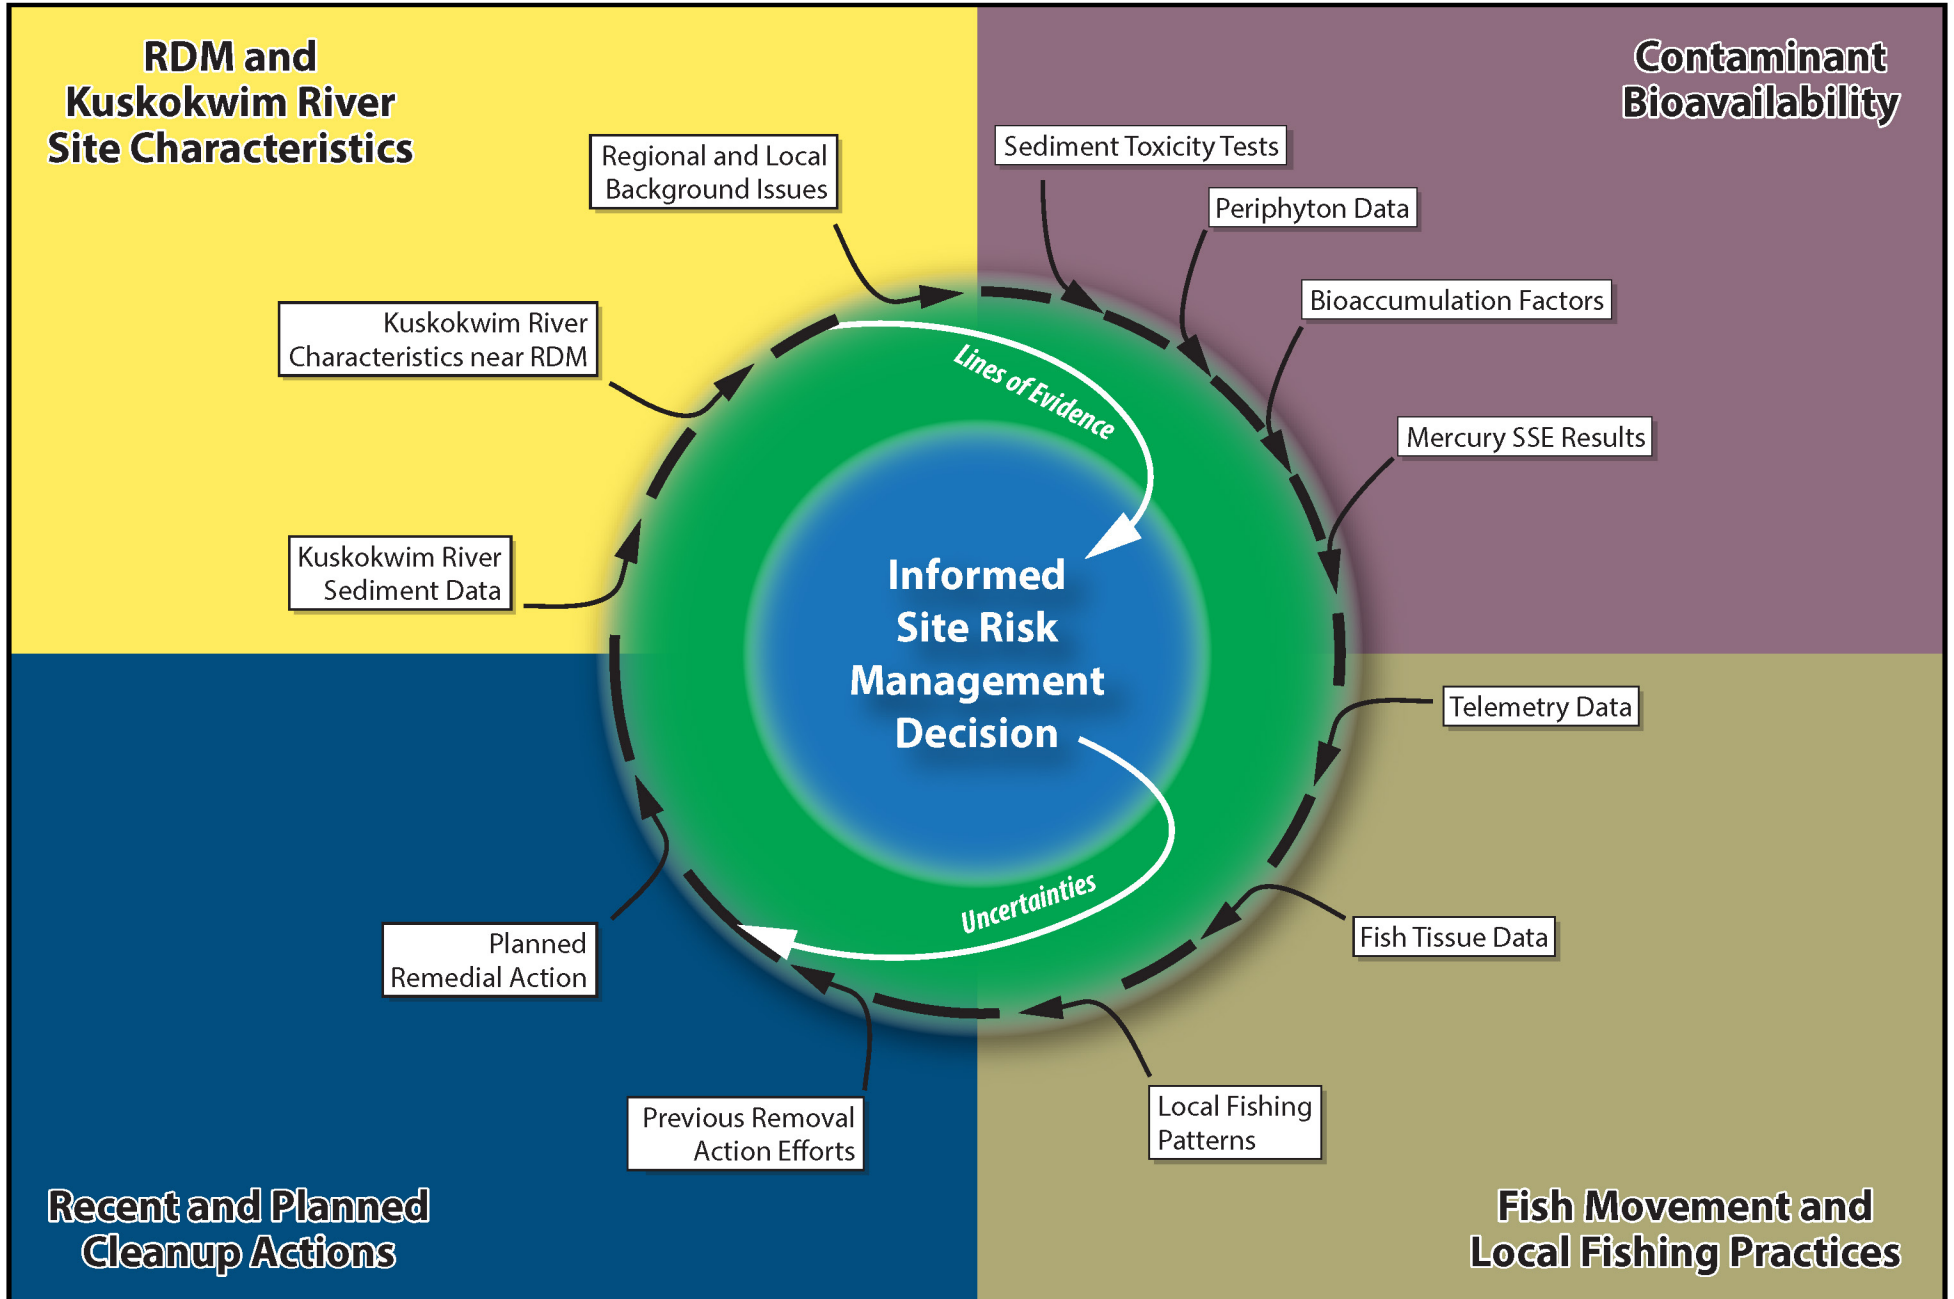 RDM and
Kuskokwim River
Site Characteristics
Contaminant
Bioavailability
Regional and Local
Background Issues
Sediment Toxicity Tests
Periphyton Data
Bioaccumulation Factors
Kuskokwim River
Characteristics near RDM
Mercury SSE Results
Lines of Evidence
Kuskokwim River
Sediment Data
Informed
Site Risk
Management
Decision
Telemetry Data
Uncertainties
Fish Tissue Data
Planned
Remedial Action
Previous Removal
Action Efforts
Local Fishing
Patterns
Recent and Planned
Cleanup Actions
Fish Movement and
Local Fishing Practices